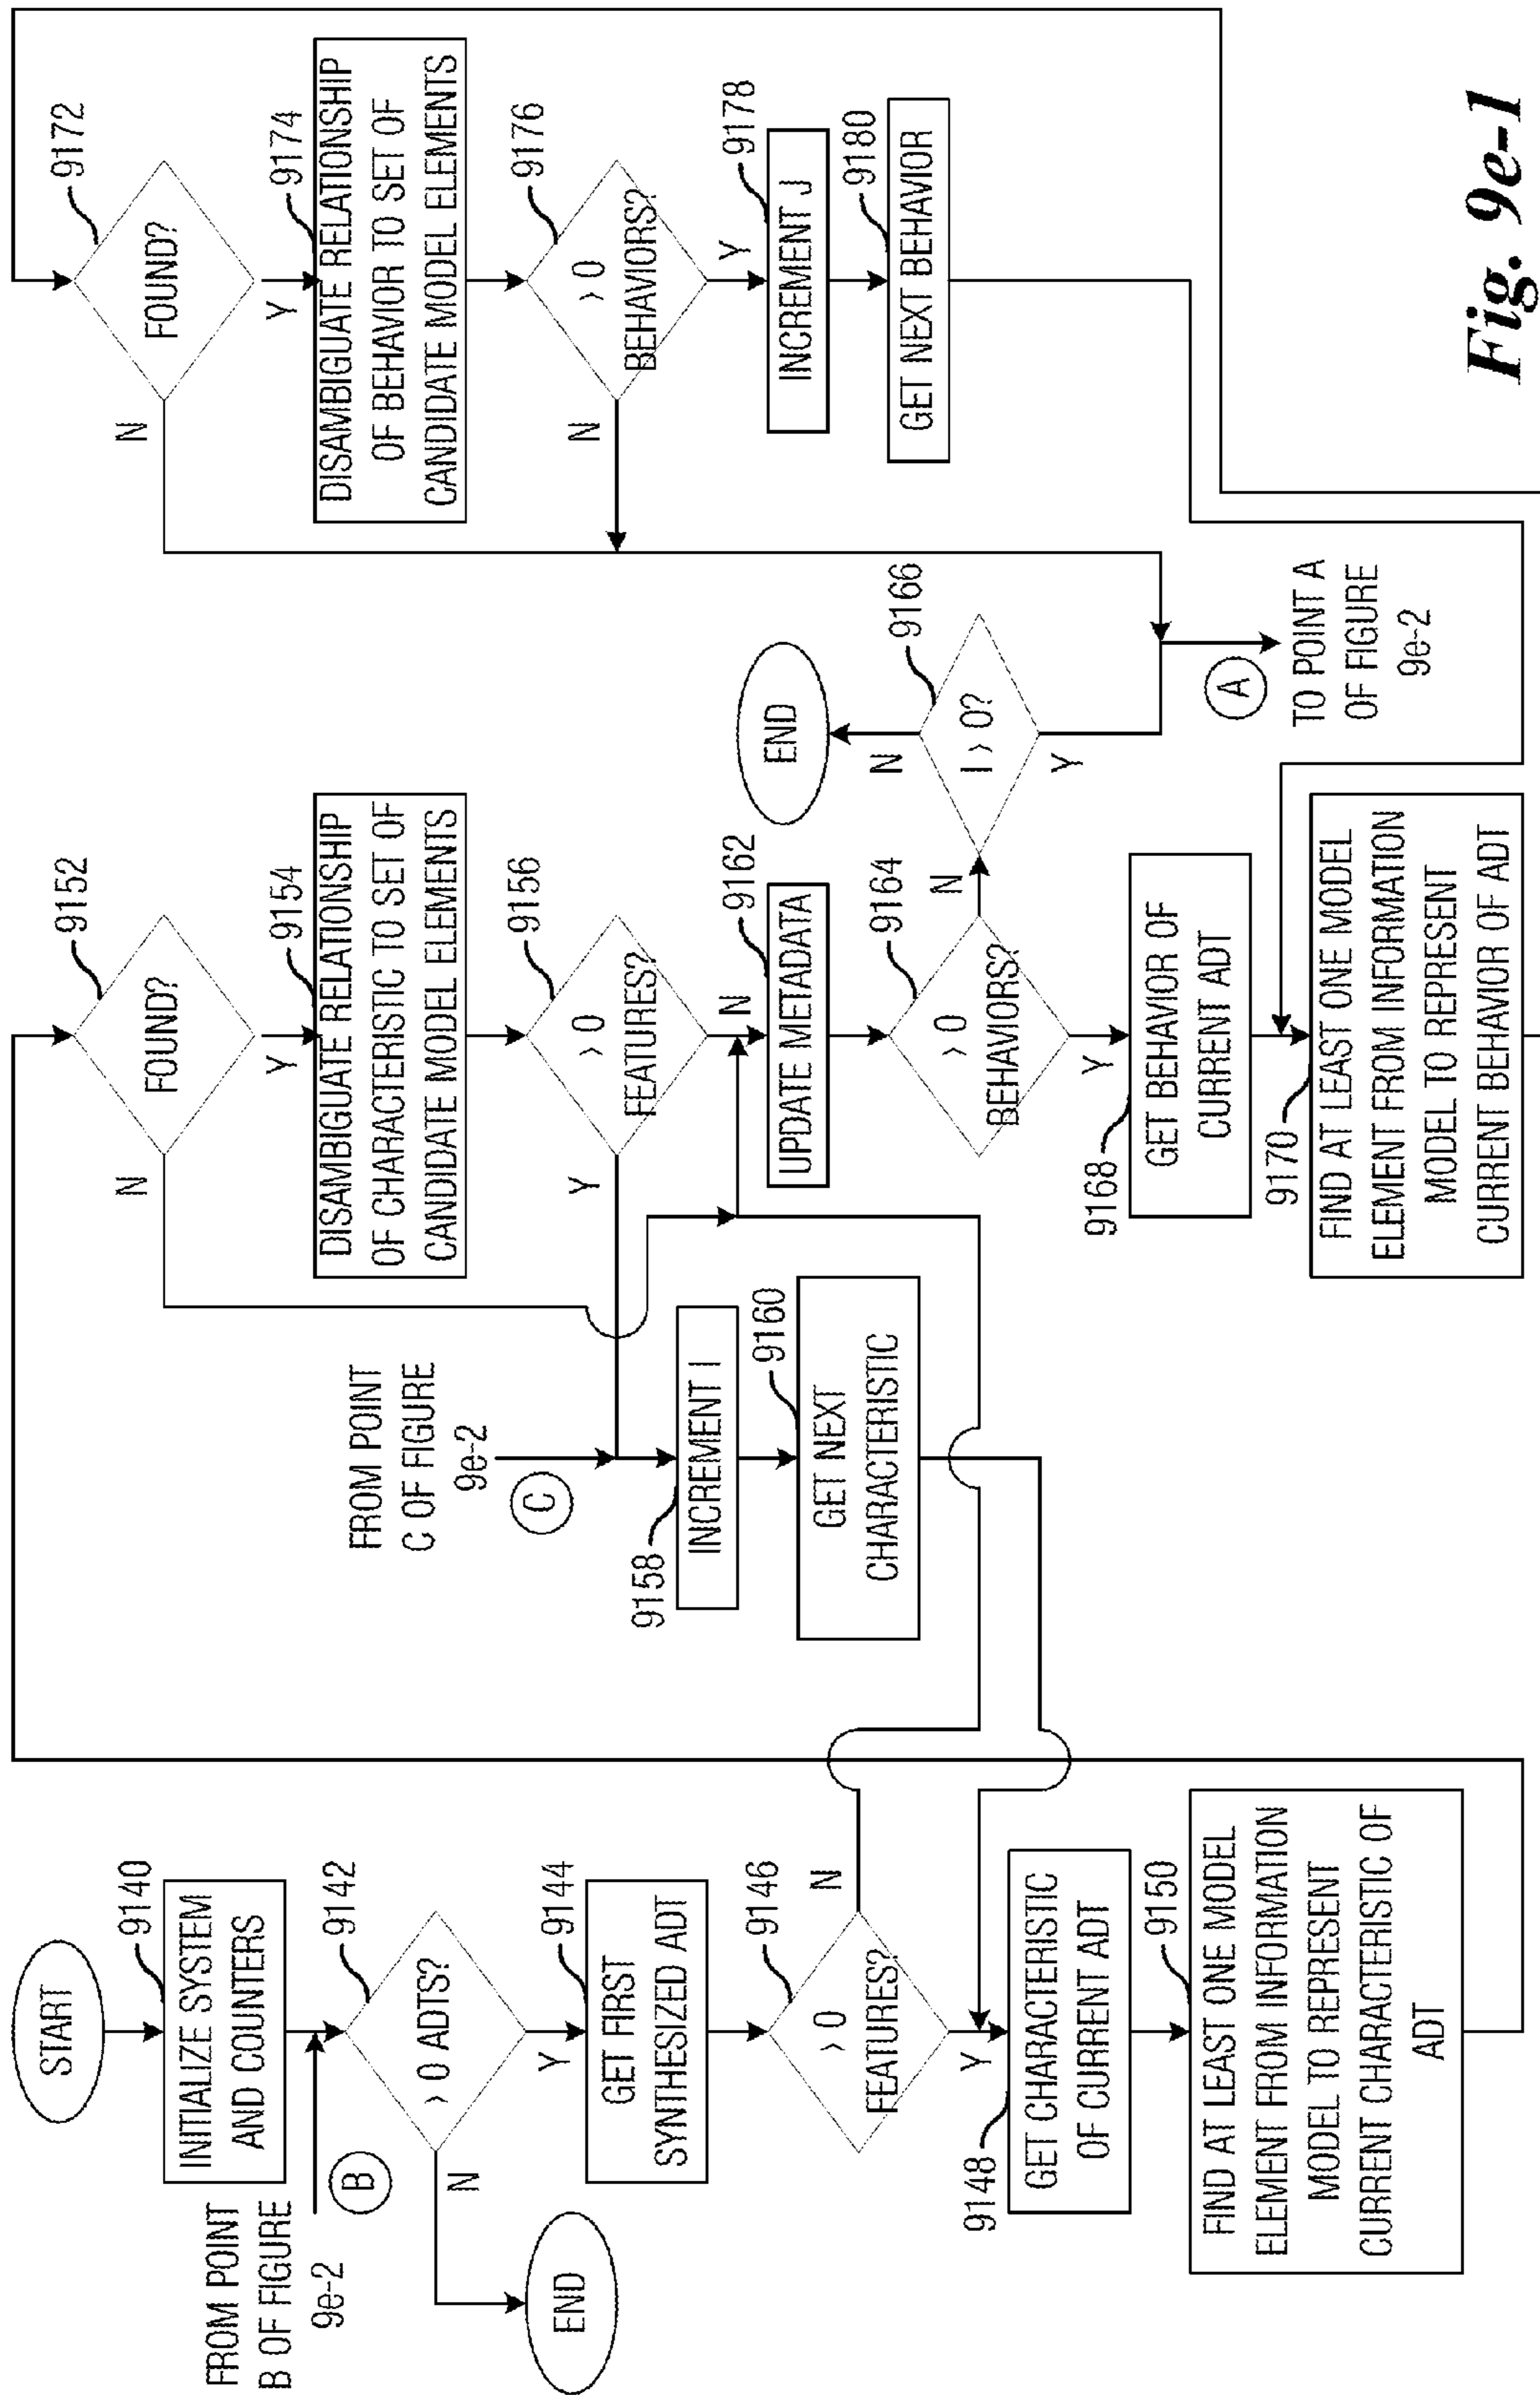 START
9140
INITIALIZE SYSTEM
AND COUNTERS
FROM POINT
B OF FIGURE
9e-2
B
9142
> 0 ADTS?
N
END
Y
9144
GET FIRST
SYNTHESIZED ADT
9146
> 0
FEATURES?
N
Y
9148
GET CHARACTERISTIC
OF CURRENT ADT
9150
FIND AT LEAST ONE MODEL
ELEMENT FROM INFORMATION
MODEL TO REPRESENT
CURRENT CHARACTERISTIC OF
ADT
9152
FOUND?
N
Y
9154
DISAMBIGUATE RELATIONSHIP
OF CHARACTERISTIC TO SET OF
CANDIDATE MODEL ELEMENTS
9156
> 0
FEATURES?
Y
N
FROM POINT
C OF FIGURE
9e-2
C
9158
INCREMENT I
9160
GET NEXT
CHARACTERISTIC
9162
UPDATE METADATA
9164
> 0
BEHAVIORS?
N
Y
9166
I > 0?
N
Y
END
9168
GET BEHAVIOR OF
CURRENT ADT
9170
FIND AT LEAST ONE MODEL
ELEMENT FROM INFORMATION
MODEL TO REPRESENT
CURRENT BEHAVIOR OF ADT
9172
FOUND?
N
Y
9174
DISAMBIGUATE RELATIONSHIP
OF BEHAVIOR TO SET OF
CANDIDATE MODEL ELEMENTS
9176
> 0
BEHAVIORS?
N
Y
9178
INCREMENT J
9180
GET NEXT BEHAVIOR
A
TO POINT A
OF FIGURE
9e-2
Fig. 9e-1